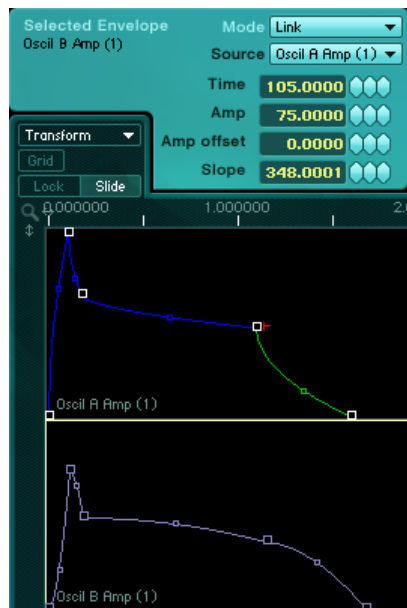 Selected Envelope
Oscil B Amp (1)
Mode Link
Source Oscil A Amp (1)
Time 105.0000
Amp 75.0000
Amp offset 0.0000
Slope 348.0001
Transform
Grid
Lock Slide
0.000000 1.000000 2.
Oscil A Amp (1)
Oscil B Amp (1)